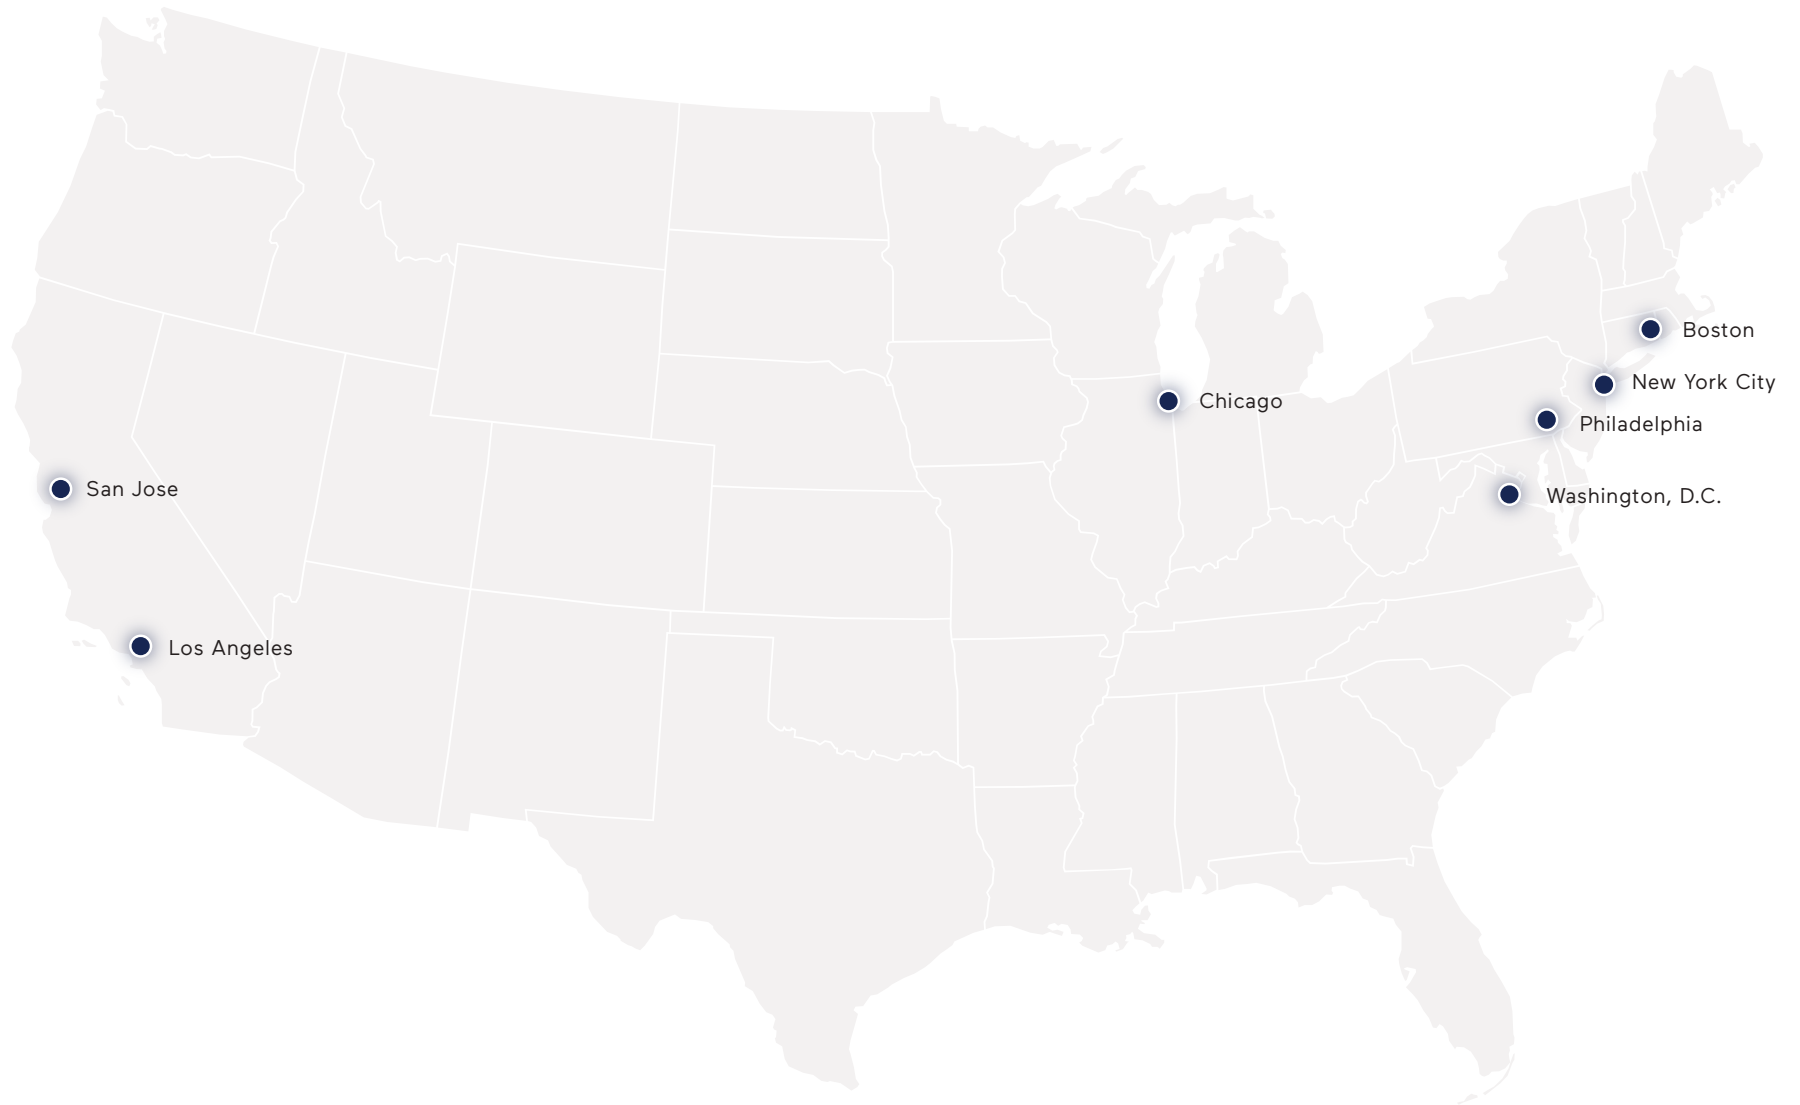 Boston
New York City
Chicago
Philadelphia
San Jose
Washington, D.C.
Los Angeles